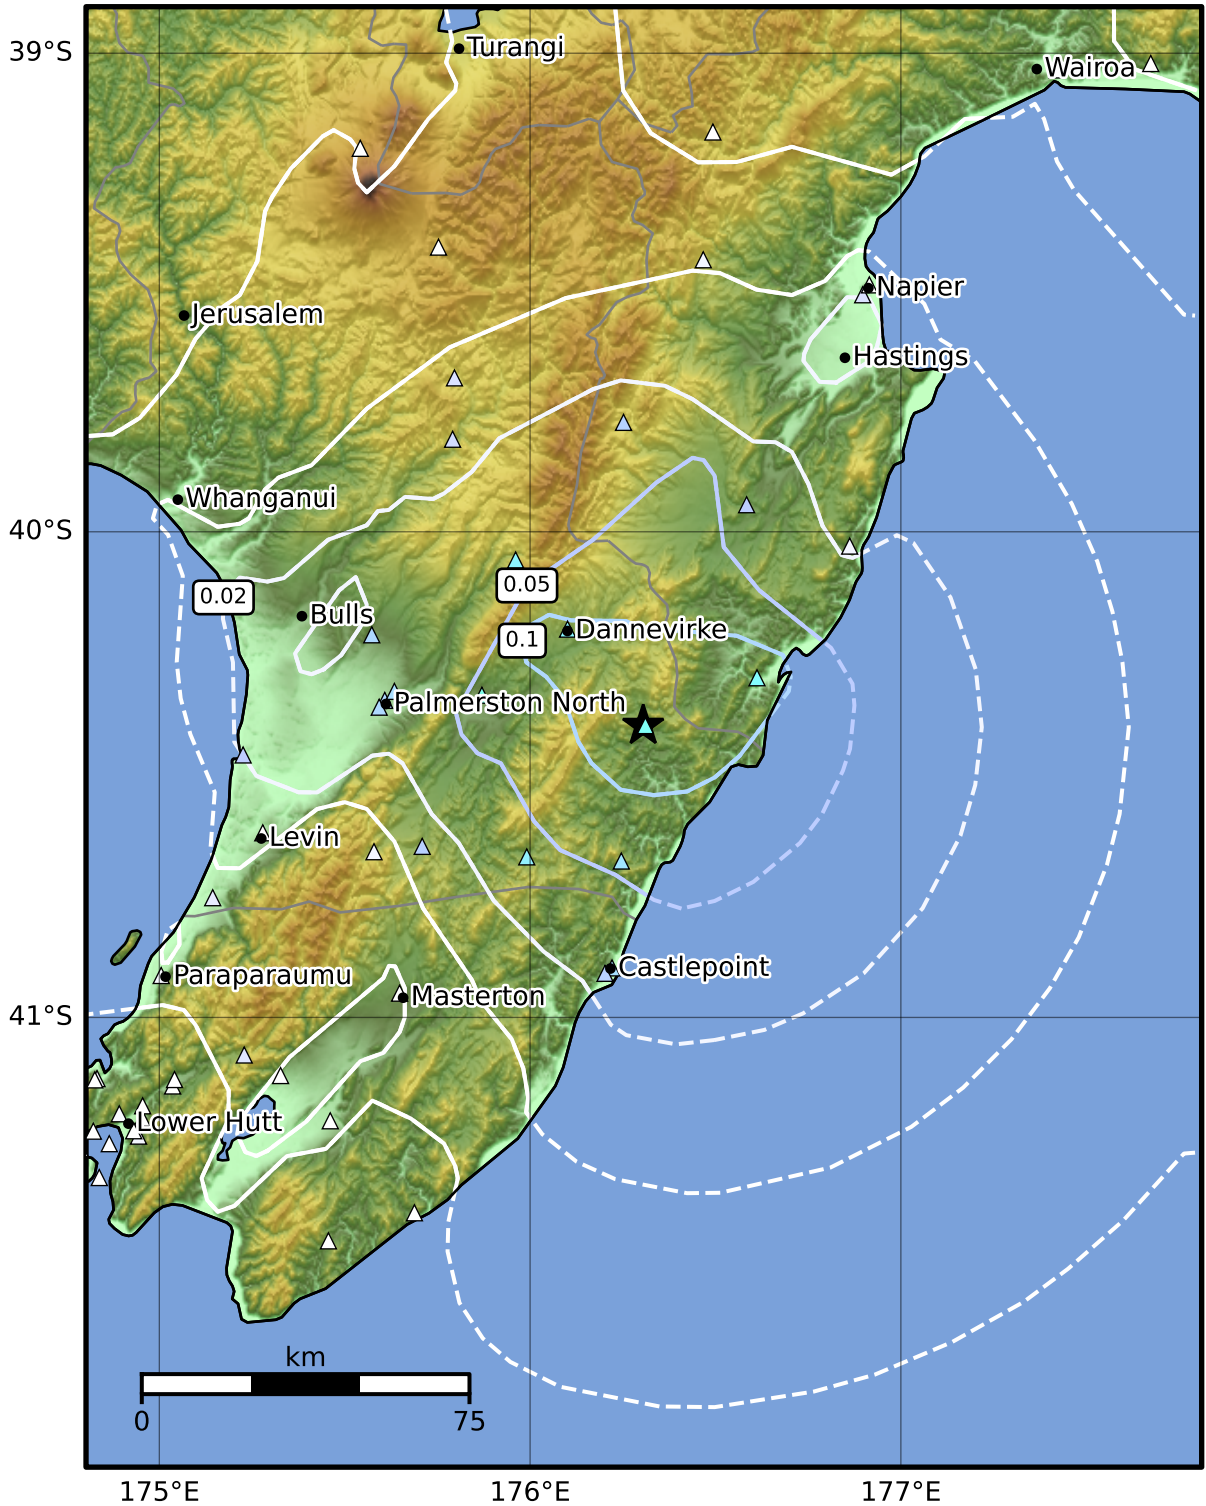 39°S
Turangi
Wairoa
Napier
Jerusalem
Hastings
Whanganui
40°S
0.05
0.02
Bulls
0.1
Dannevirke
Palmerston North
Levin
Castlepoint
Paraparaumu
Masterton
41°S
Lower Hutt
km
0
75
175°E
176°E
177°E